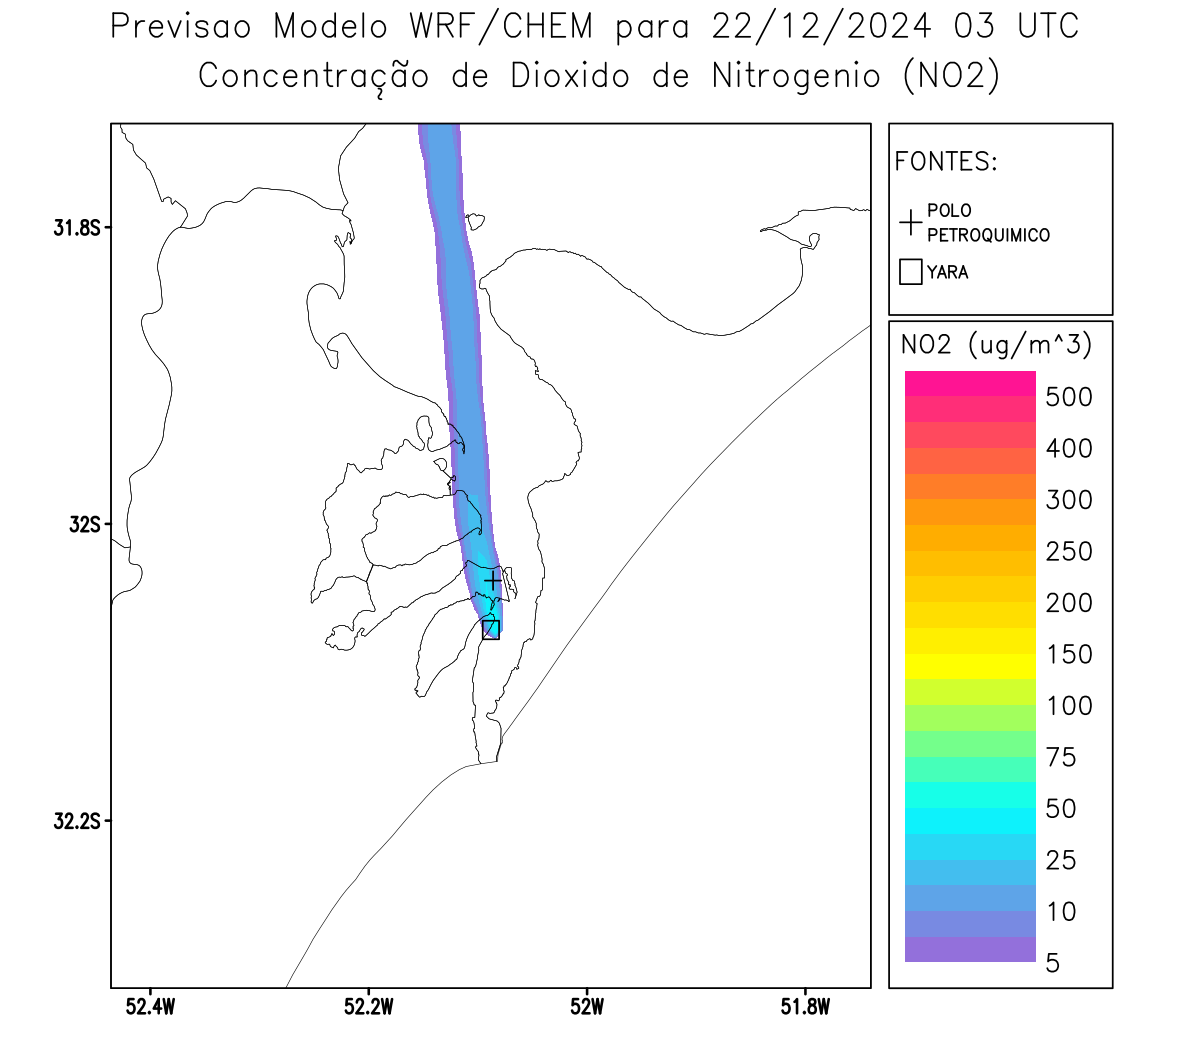 Previsao Modelo WRF/CHEM para 22/12/2024 03 UTC
Concentração de Dioxido de Nitrogenio (NO2)
FONTES:
POLO
PETROQUIMICO
YARA
NO2 (ug/m^3)
500
400
300
250
200
150
100
75
50
25
10
5
31.8S
32S
32.2S
52.4W
52.2W
52W
51.8W